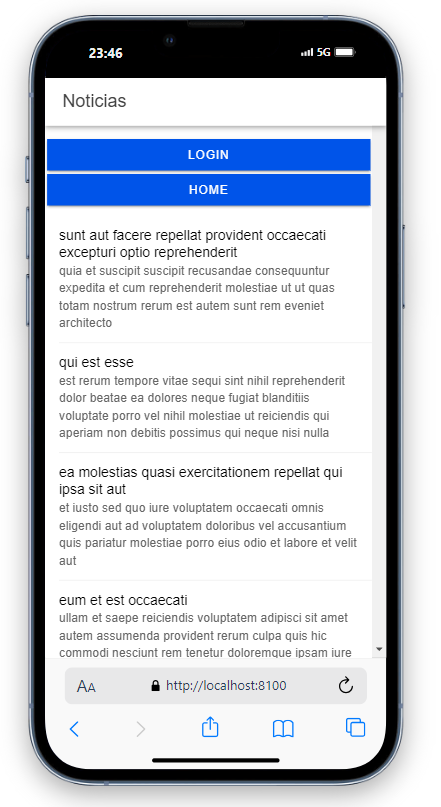 23:46
5G
Noticias
LOGIN
HOME
sunt aut facere repellat provident occaecati
excepturi optio reprehenderit
quia et suscipit suscipit recusandae consequuntur
expedita et cum reprehenderit molestiae ut ut quas
totam nostrum rerum est autem sunt rem eveniet
architecto
qui est esse
est rerum tempore vitae sequi sint nihil reprehenderit
dolor beatae ea dolores neque fugiat blanditiis
voluptate porro vel nihil molestiae ut reiciendis qui
aperiam non debitis possimus qui neque nisi nulla
ea molestias quasi exercitationem repellat qui
ipsa sit aut
et iusto sed quo iure voluptatem occaecati omnis
eligendi aut ad voluptatem doloribus vel accusantium
quis pariatur molestiae porro eius odio et labore et velit
aut
eum et est occaecati
ullam et saepe reiciendis voluptatem adipisci sit amet
autem assumenda provident rerum culpa quis hic
commodi nesciunt rem tenetur doloremque ipsam iure
AA http://localhost:8100